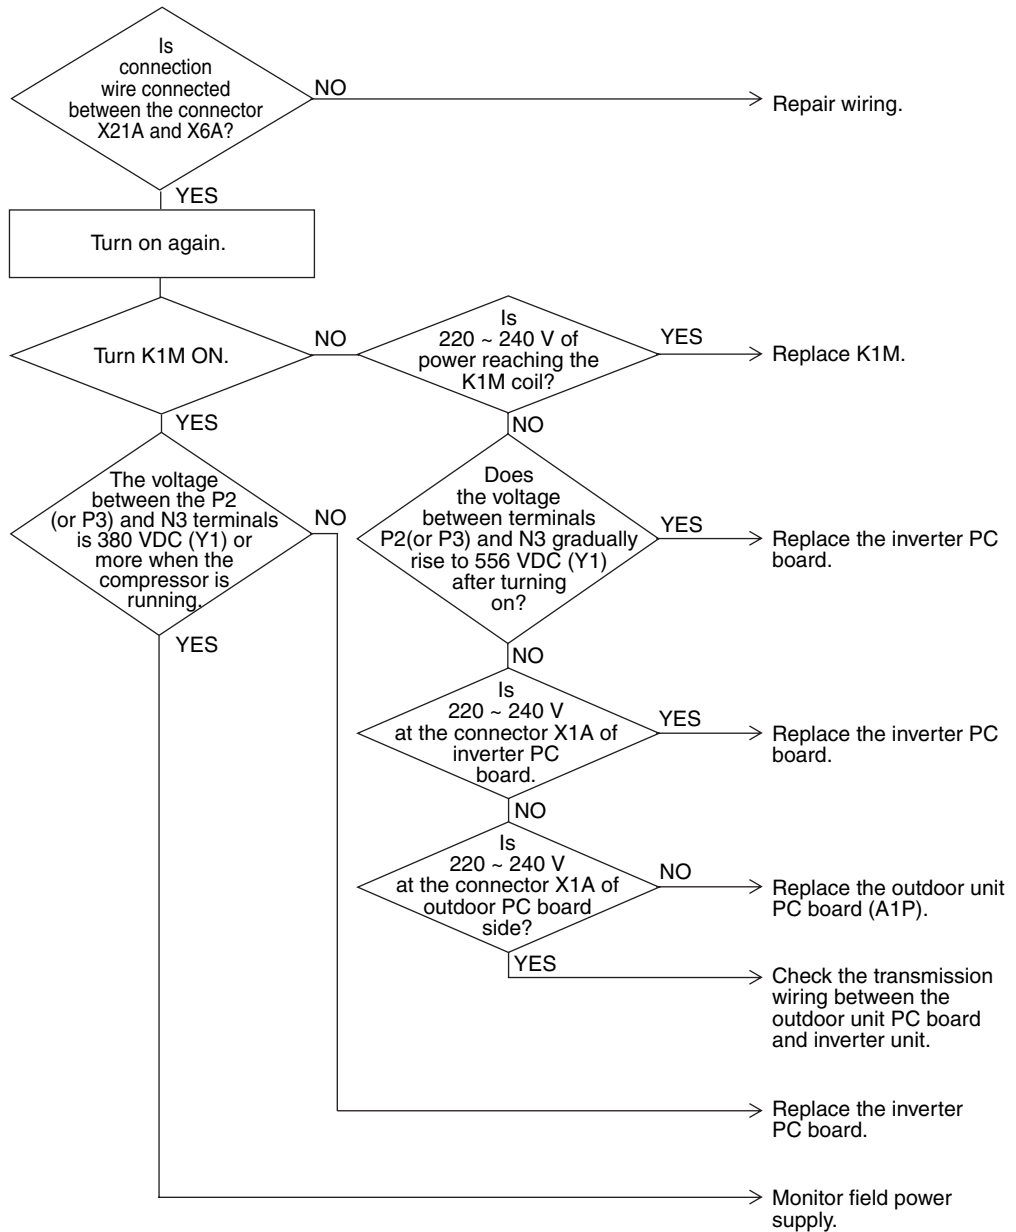 Is
connection
wire connected
between the connector
X21A and X6A?
NO
Repair wiring.
YES
Turn on again.
Turn K1M ON.
NO
Is
220 ~ 240 V of
power reaching the
K1M coil?
YES
Replace K1M.
YES
NO
The voltage
between the P2
(or P3) and N3 terminals
is 380 VDC (Y1) or
more when the
compressor is
running.
NO
Does
the voltage
between terminals
P2(or P3) and N3 gradually
rise to 556 VDC (Y1)
after turning
on?
YES
Replace the inverter PC
board.
YES
NO
Is
220 ~ 240 V
at the connector X1A of
inverter PC
board.
YES
Replace the inverter PC
board.
NO
Is
220 ~ 240 V
at the connector X1A of
outdoor PC board
side?
NO
Replace the outdoor unit
PC board (A1P).
YES
Check the transmission
wiring between the
outdoor unit PC board
and inverter unit.
Replace the inverter
PC board.
Monitor field power
supply.